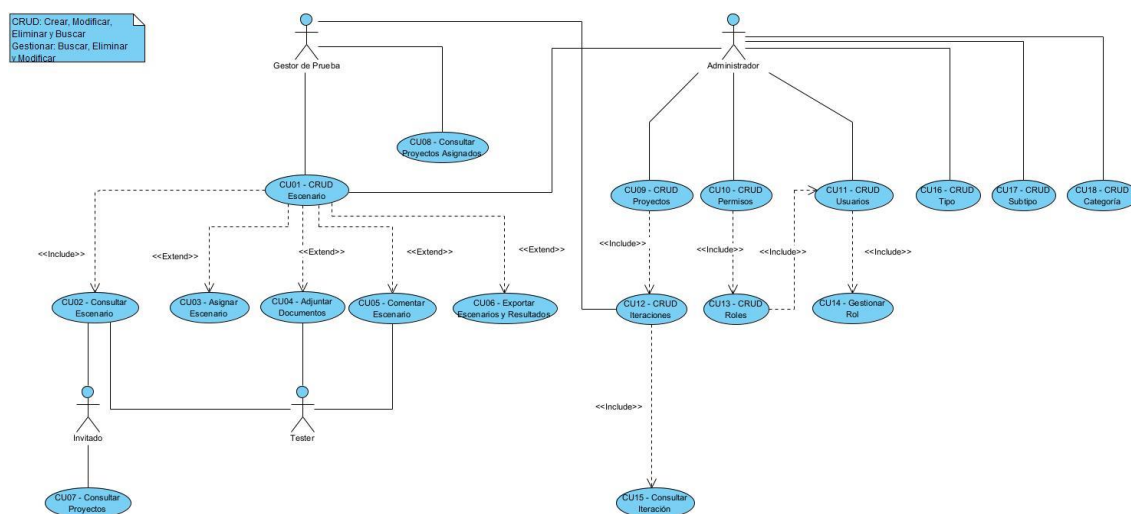 CRUD: Crear, Modificar,
Eliminar y Buscar
Gestionar: Buscar, Eliminar
y Modificar
Gestor de Prueba
Administrador
CU08 - Consultar
Proyectos Asignados
CU01 - CRUD
Escenario
CU09 - CRUD
Proyectos
CU10 - CRUD
Permisos
CU11 - CRUD
Usuarios
CU16 - CRUD
Tipo
CU17 - CRUD
Subtipo
CU18 - CRUD
Categoría
<<Include>>
<<Extend>>
<<Extend>>
<<Extend>>
<<Extend>>
<<Include>>
<<Include>>
<<Include>>
<<Include>>
CU02 - Consultar
Escenario
CU03 - Asignar
Escenario
CU04 - Adjuntar
Documentos
CU05 - Comentar
Escenario
CU06 - Exportar
Escenarios y Resultados
CU12 - CRUD
Iteraciones
CU13 - CRUD
Roles
CU14 - Gestionar
Rol
<<Include>>
Invitado
Tester
CU07 - Consultar
Proyectos
CU15 - Consultar
Iteración